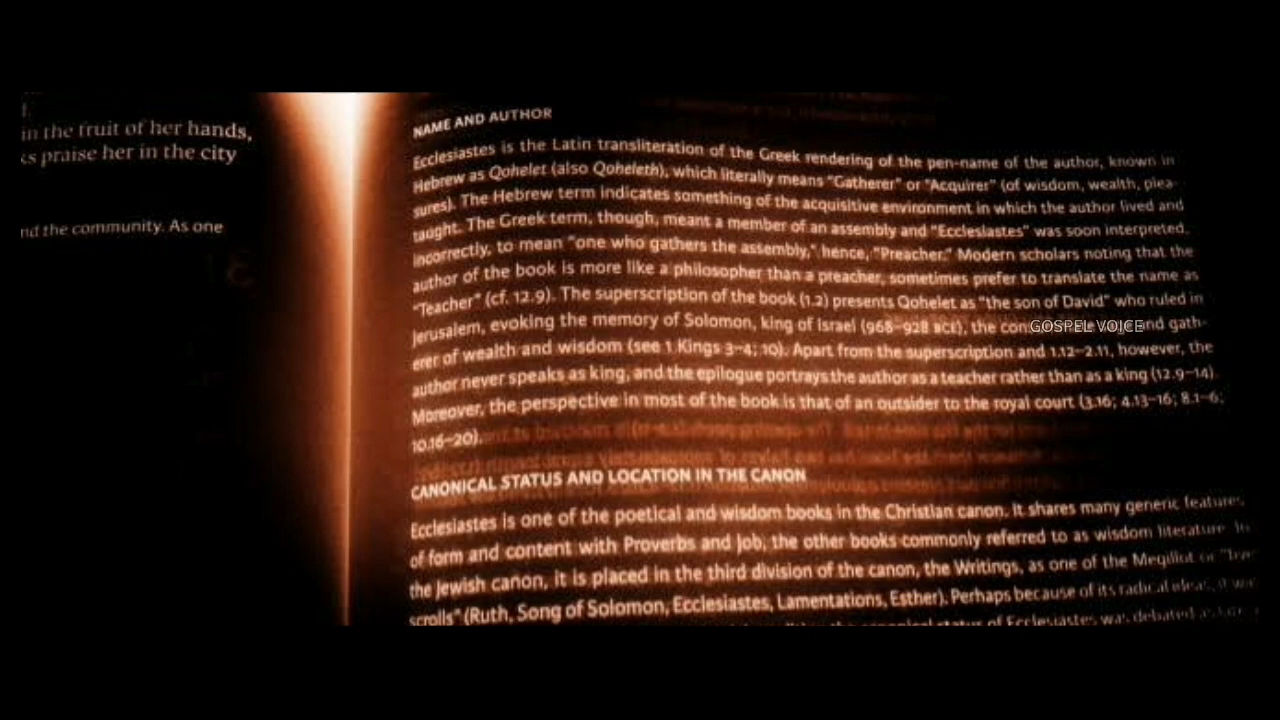 in the fruit of her hands,
ks praise her in the city
nd the community. As one
NAME AND AUTHOR
Ecclesiastes is the Latin transliteration of the Greek rendering of the pen-name of the author, known in
Hebrew as Qohelet (also Qoheleth), which literally means "Gatherer" or "Acquirer" (of wisdom, wealth, plea-
sures). The Hebrew term indicates something of the acquisitive environment in which the author lived and
taught. The Greek term, though, meant a member of an assembly and "Ecclesiastes" was soon interpreted,
incorrectly, to mean "one who gathers the assembly," hence, "Preacher." Modern scholars noting that the
author of the book is more like a philosopher than a preacher, sometimes prefer to translate the name as
"Teacher" (cf. 12.9). The superscription of the book (1.2) presents Qohelet as "the son of David" who ruled in
Jerusalem, evoking the memory of Solomon, king of Israel (968–928 BCE), the con nd gath-
GOSPEL VOICE
erer of wealth and wisdom (see 1 Kings 3–4; 10). Apart from the superscription and 1.12–2.11, however, the
author never speaks as king, and the epilogue portrays the author as a teacher rather than as a king (12.9–14).
Moreover, the perspective in most of the book is that of an outsider to the royal court (3.16; 4.13–16; 8.1–6;
10.16–20).
CANONICAL STATUS AND LOCATION IN THE CANON
Ecclesiastes is one of the poetical and wisdom books in the Christian canon. It shares many generic features
of form and content with Proverbs and Job, the other books commonly referred to as wisdom literature. In
the Jewish canon, it is placed in the third division of the canon, the Writings, as one of the Megillot or
scrolls" (Ruth, Song of Solomon, Ecclesiastes, Lamentations, Esther). Perhaps because of its radical ideas, it was
status of Ecclesiastes was debated